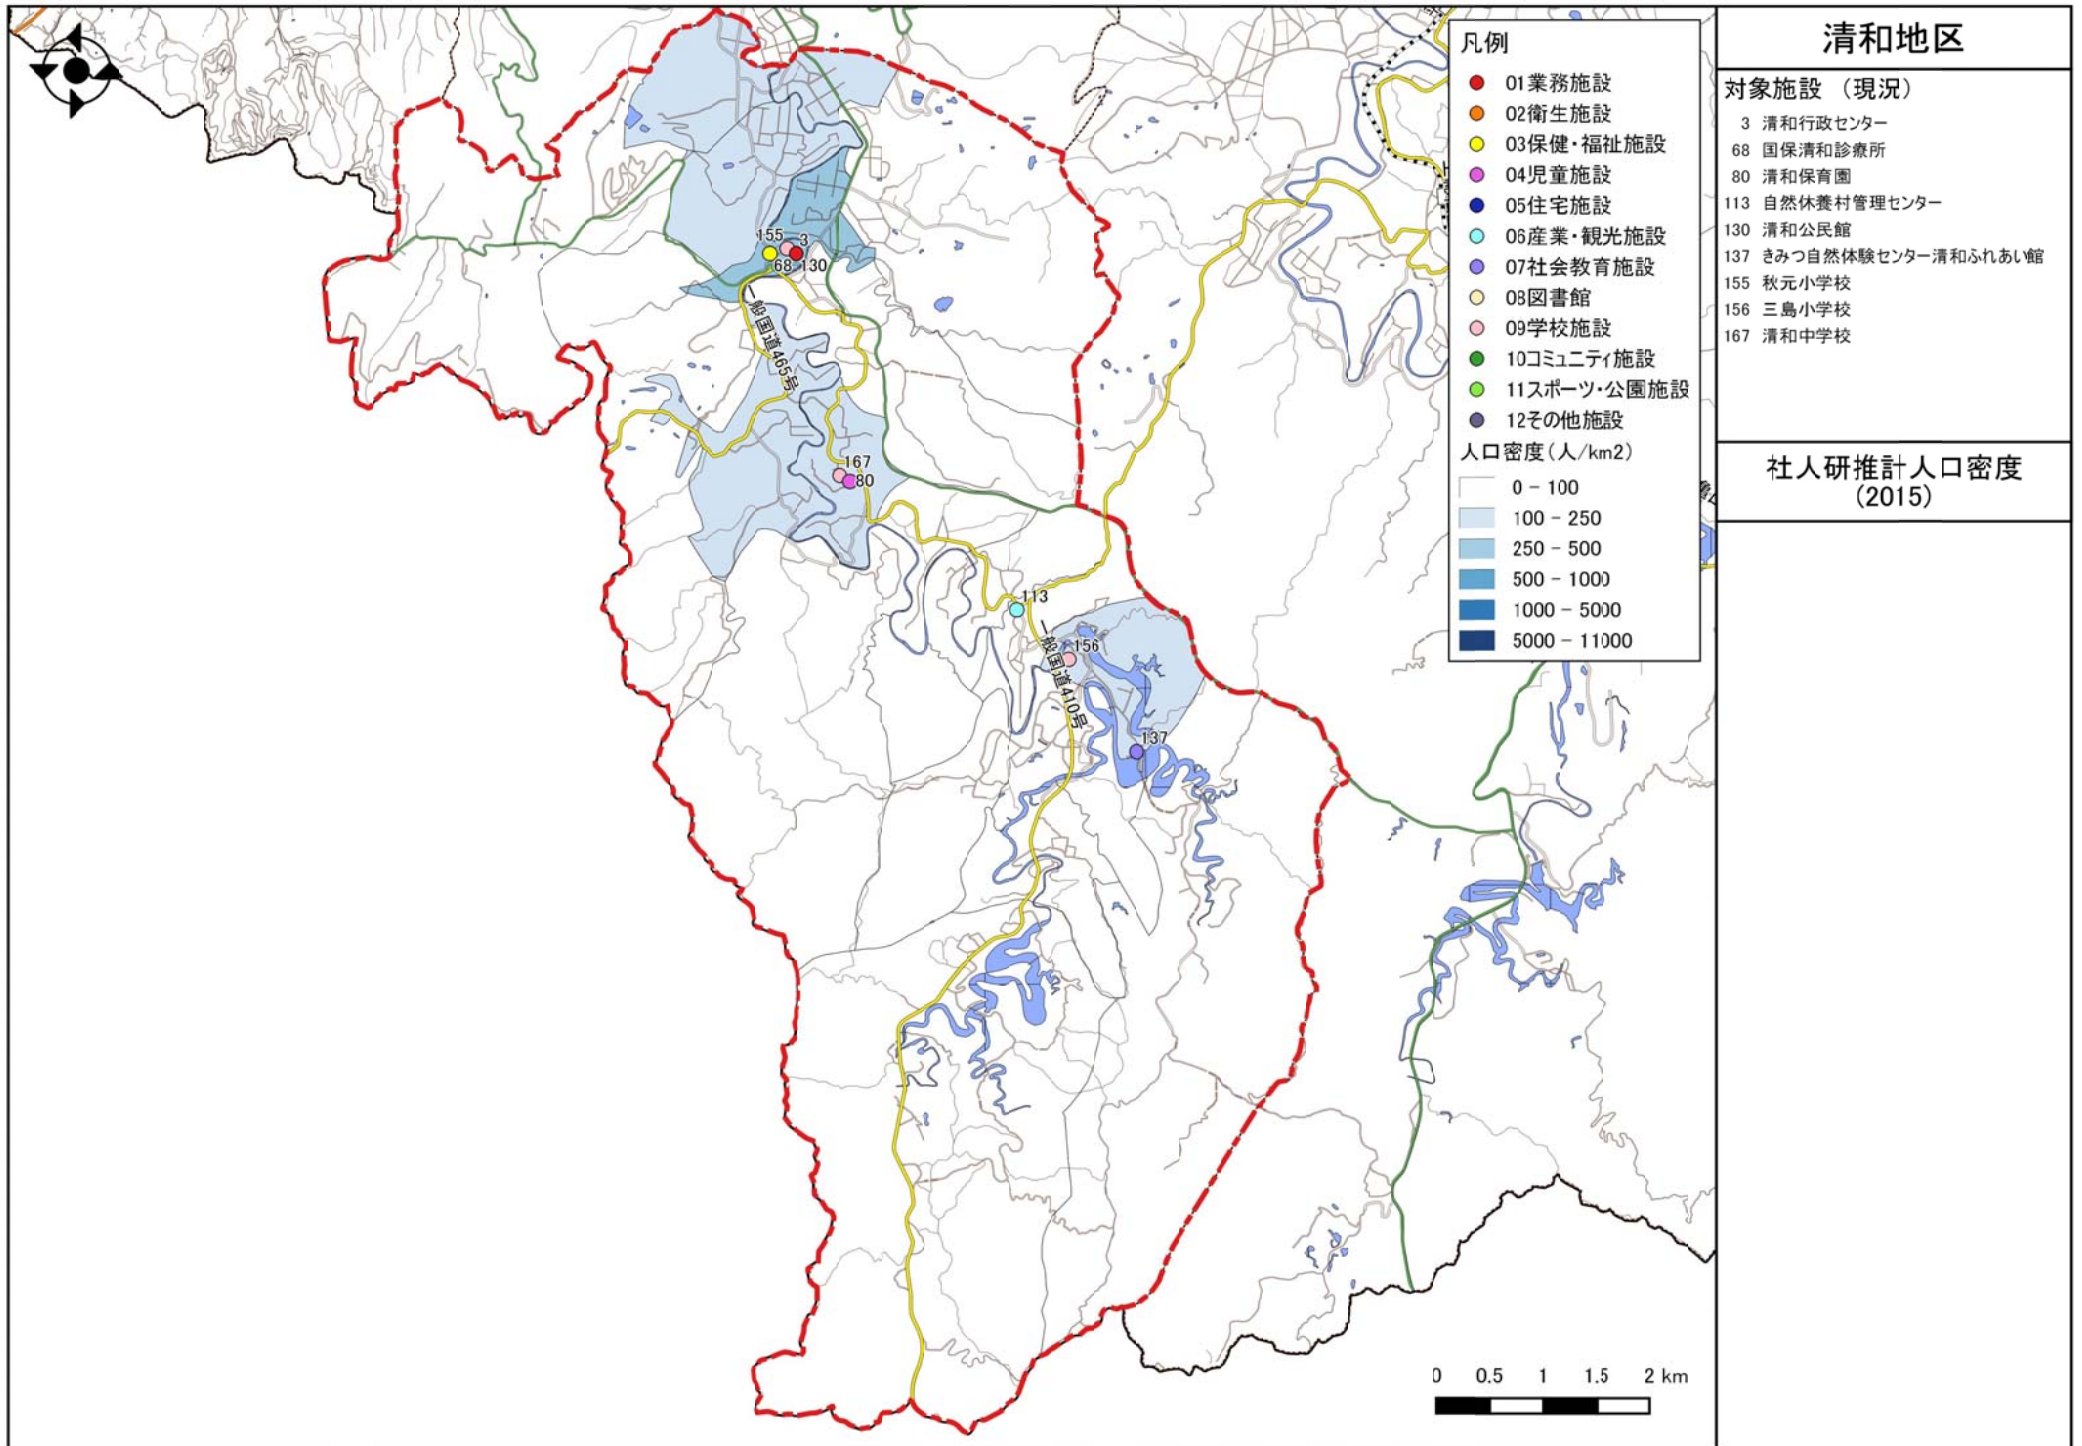 清和地区
対象施設 （現況）
3 清和行政センター
68 国保清和診療所
80 清和保育園
113 自然休養村管理センター
130 清和公民館
137 きみつ自然体験センター清和ふれあい館
155 秋元小学校
156 三島小学校
167 清和中学校
社人研推計人口密度
(2015)
凡例
01業務施設
02衛生施設
03保健・福祉施設
04児童施設
05住宅施設
06産業・観光施設
07社会教育施設
08図書館
09学校施設
10コミュニティ施設
11スポーツ・公園施設
12その他施設
人口密度(人/km2)
0 - 100
100 - 250
250 - 500
500 - 1000
1000 - 5000
5000 - 11000
155
3
68
130
一般国道465号
167
80
113
一般国道410号
156
137
0 0.5 1 1.5 2 km